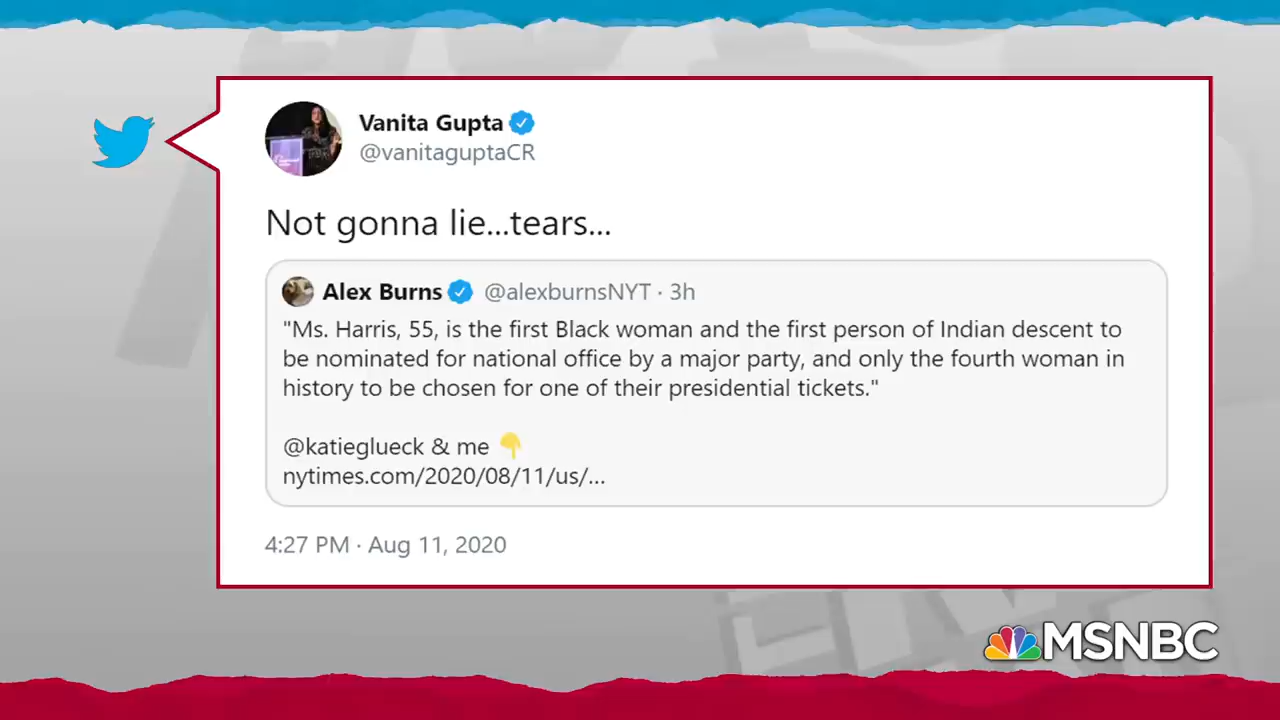 Vanita Gupta
@vanitaguptaCR
Not gonna lie...tears...
Alex Burns @alexburnsNYT · 3h
"Ms. Harris, 55, is the first Black woman and the first person of Indian descent to
be nominated for national office by a major party, and only the fourth woman in
history to be chosen for one of their presidential tickets."
@katieglueck & me 👇
nytimes.com/2020/08/11/us/...
4:27 PM · Aug 11, 2020
MSNBC